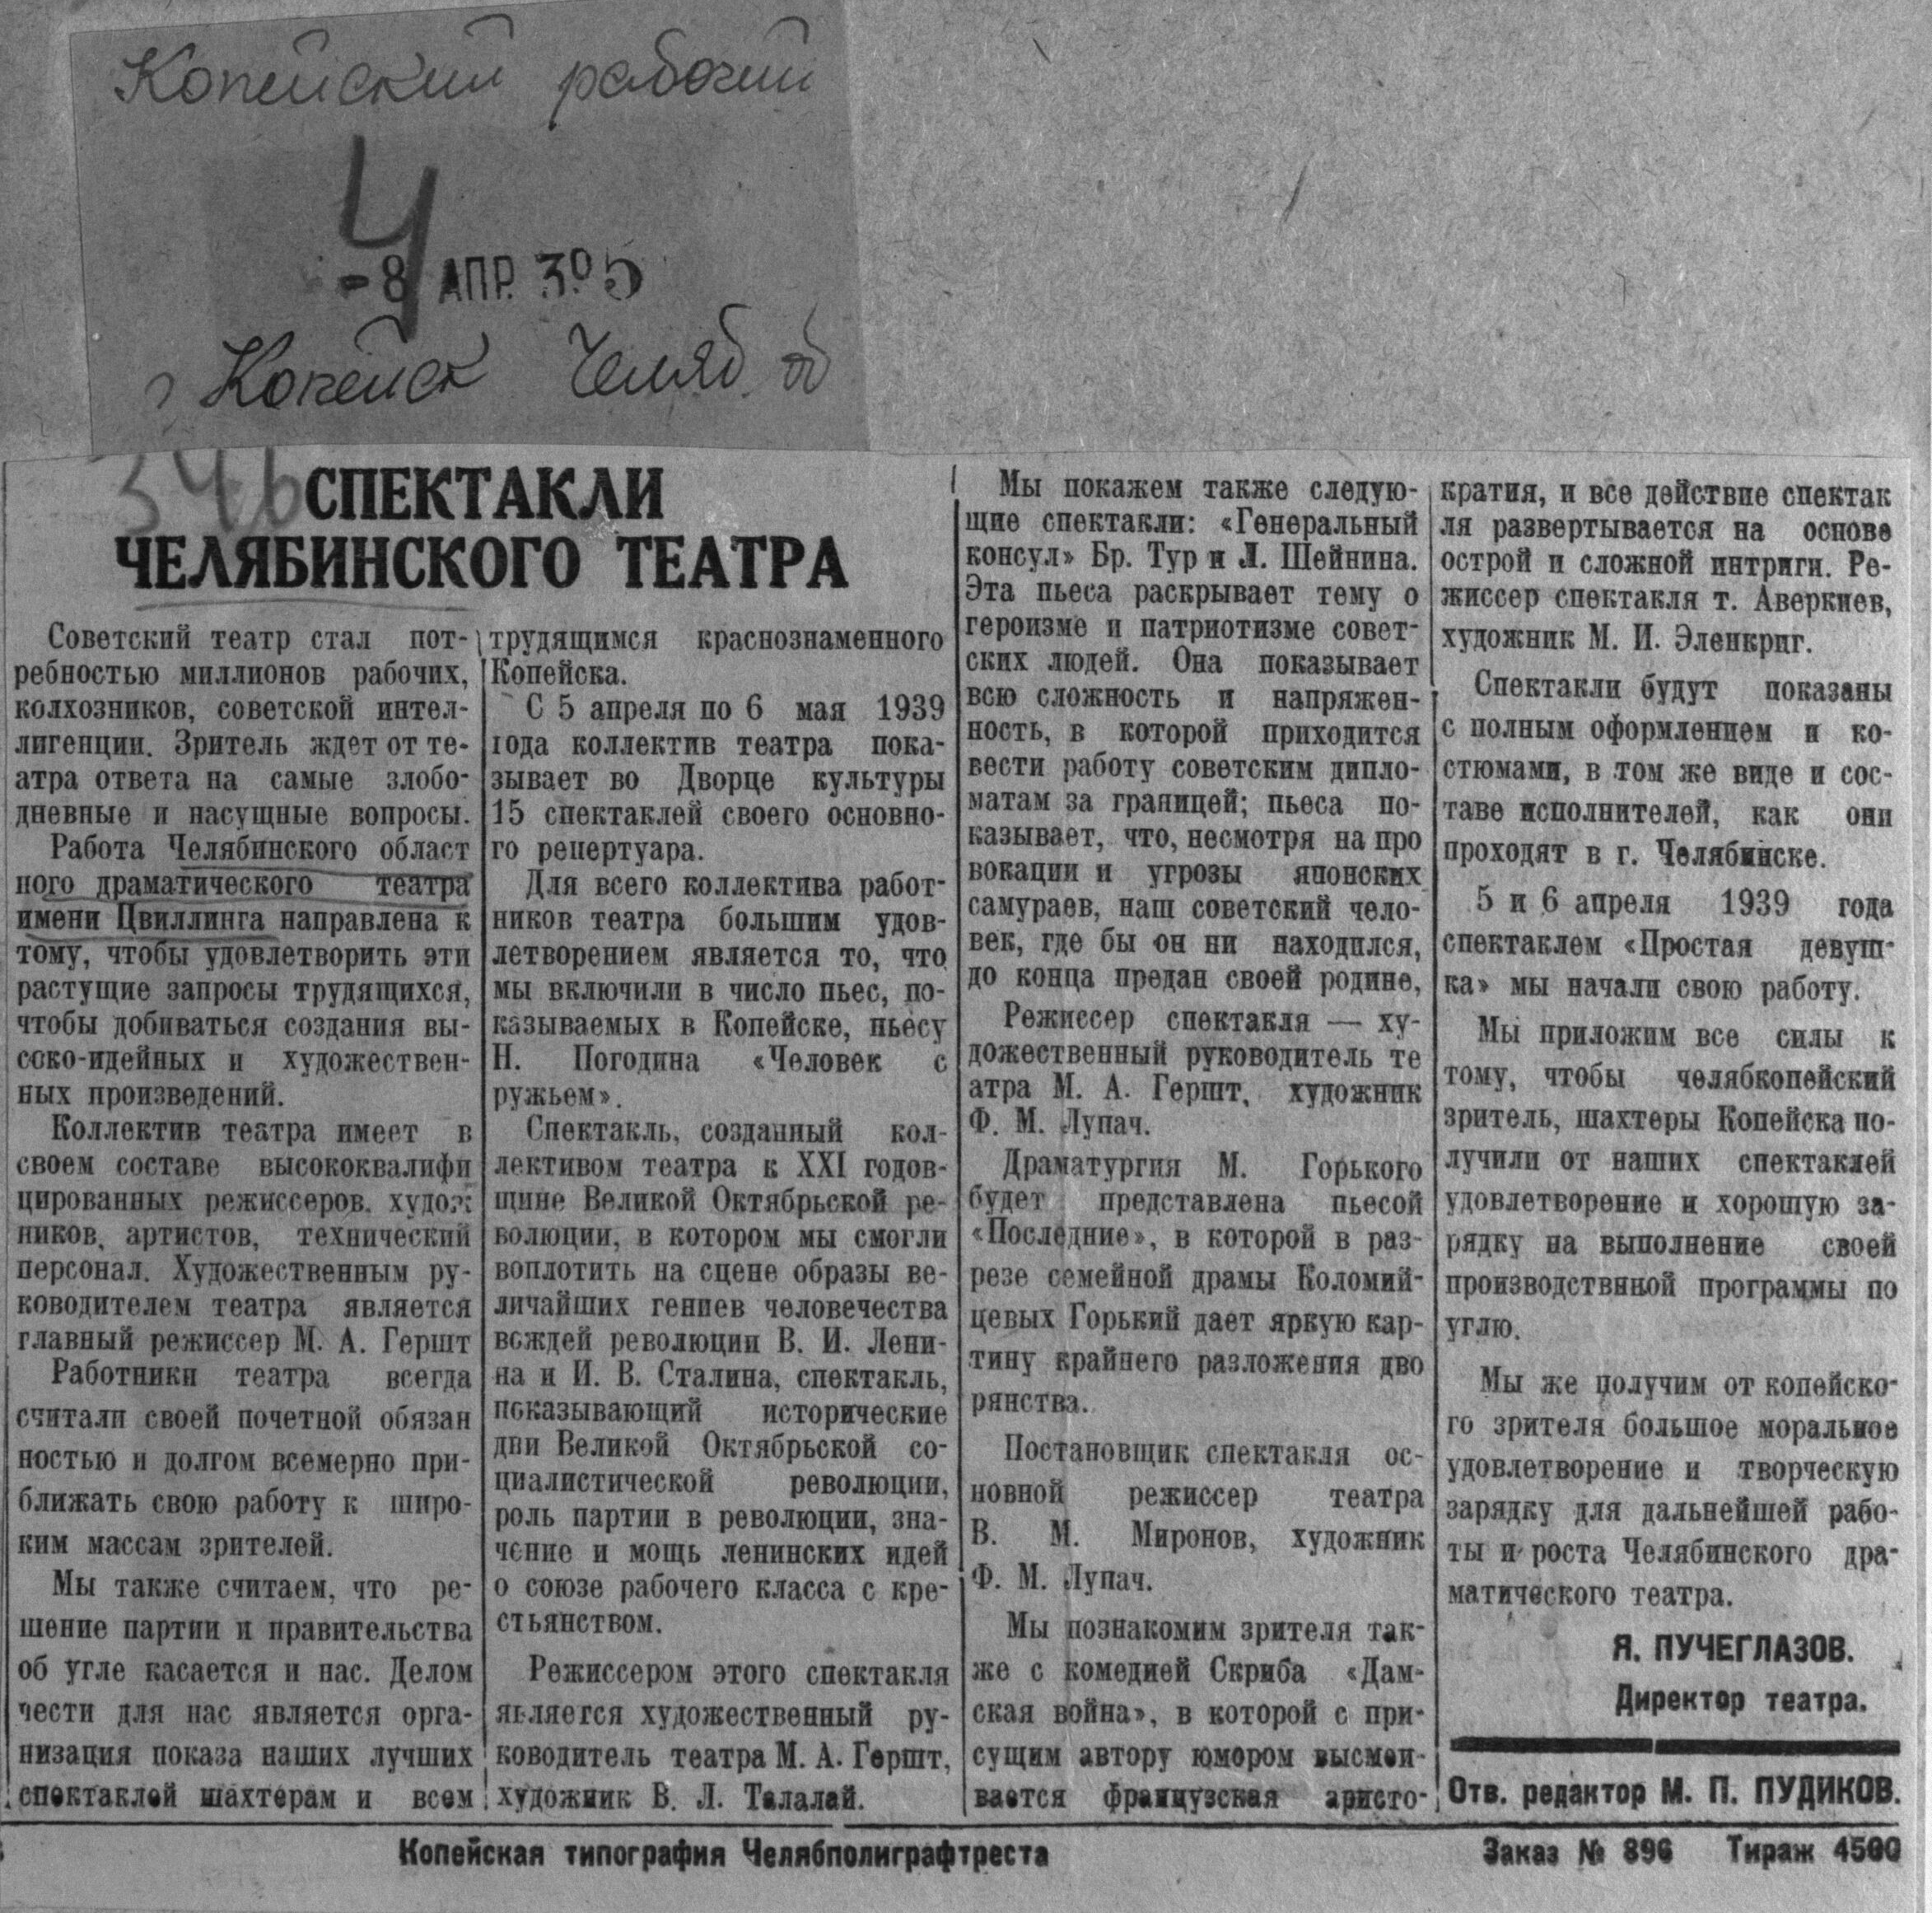 Копейский рабочий
Ч
-8 АПР. 39 5
г Копейск Челяб. об
346
СПЕКТАКЛИ
ЧЕЛЯБИНСКОГО ТЕАТРА
Советский театр стал пот-
ребностью миллионов рабочих,
колхозников, советской интел-
лигенции. Зритель ждет от те-
атра ответа на самые злобо-
дневные и насущные вопросы.
Работа Челябинского област
ного драматического театра
имени Цвиллинга направлена к
тому, чтобы удовлетворить эти
растущие запросы трудящихся,
чтобы добиваться создания вы-
соко-идейных и художествен-
ных произведений.
Коллектив театра имеет в
своем составе высококвалифи
цированных режиссеров, худож
ников, артистов, технический
персонал. Художественным ру-
ководителем театра является
главный режиссер М. А. Гершт
Работники театра всегда
считали своей почетной обязан
ностью и долгом всемерно при-
ближать свою работу к широ-
ким массам зрителей.
Мы также считаем, что ре-
шение партии и правительства
об угле касается и нас. Делом
чести для нас является орга-
низация показа наших лучших
спектаклей шахтерам и всем
трудящимся краснознаменного
Копейска.
С 5 апреля по 6 мая 1939
года коллектив театра пока-
зывает во Дворце культуры
15 спектаклей своего основно-
го репертуара.
Для всего коллектива работ-
ников театра большим удов-
летворением является то, что
мы включили в число пьес, по-
казываемых в Копейске, пьесу
Н. Погодина «Человек с
ружьем».
Спектакль, созданный кол-
лективом театра к XXI годов-
щине Великой Октябрьской ре-
волюции, в котором мы смогли
воплотить на сцене образы ве-
личайших гениев человечества
вождей революции В. И. Лени-
на и И. В. Сталина, спектакль,
показывающий исторические
дни Великой Октябрьской со-
циалистической революции,
роль партии в революции, зна-
чение и мощь ленинских идей
о союзе рабочего класса с кре-
стьянством.
Режиссером этого спектакля
является художественный ру-
ководитель театра М. А. Гершт,
художник В. Л. Талалай.
Мы покажем также следую-
щие спектакли: «Генеральный
консул» Бр. Тур и Л. Шейнина.
Эта пьеса раскрывает тему о
героизме и патриотизме совет-
ских людей. Она показывает
всю сложность и напряжен-
ность, в которой приходится
вести работу советским дипло-
матам за границей; пьеса по-
казывает, что, несмотря на про
вокации и угрозы японских
самураев, наш советский чело-
век, где бы он ни находился,
до конца предан своей родине,
Режиссер спектакля — ху-
дожественный руководитель те
атра М. А. Гершт, художник
Ф. М. Лупач.
Драматургия М. Горького
будет представлена пьесой
«Последние», в которой в раз-
резе семейной драмы Коломий-
цевых Горький дает яркую кар-
тину крайнего разложения дво
рянства.
Постановщик спектакля ос-
новной режиссер театра
В. М. Миронов, художник
Ф. М. Лупач.
Мы познакомим зрителя так-
же с комедией Скриба «Дам-
ская война», в которой с при-
сущим автору юмором высмеи-
вается французская аристо-
кратия, и все действие спектак
ля развертывается на основе
острой и сложной интриги. Ре-
жиссер спектакля т. Аверкиев,
художник М. И. Эленкриг.
Спектакли будут показаны
с полным оформлением и ко-
стюмами, в том же виде и сос-
таве исполнителей, как они
проходят в г. Челябинске.
5 и 6 апреля 1939 года
спектаклем «Простая девуш-
ка» мы начали свою работу.
Мы приложим все силы к
тому, чтобы челябкопейский
зритель, шахтеры Копейска по-
лучили от наших спектаклей
удовлетворение и хорошую за-
рядку на выполнение своей
производствнной программы по
углю.
Мы же получим от копейско-
го зрителя большое моральное
удовлетворение и творческую
зарядку для дальнейшей рабо-
ты и роста Челябинского дра-
матического театра.
Я. ПУЧЕГЛАЗОВ.
Директор театра.
Отв. редактор М. П. ПУДИКОВ.
Копейская типография Челябполиграфтреста
Заказ № 896 Тираж 4500